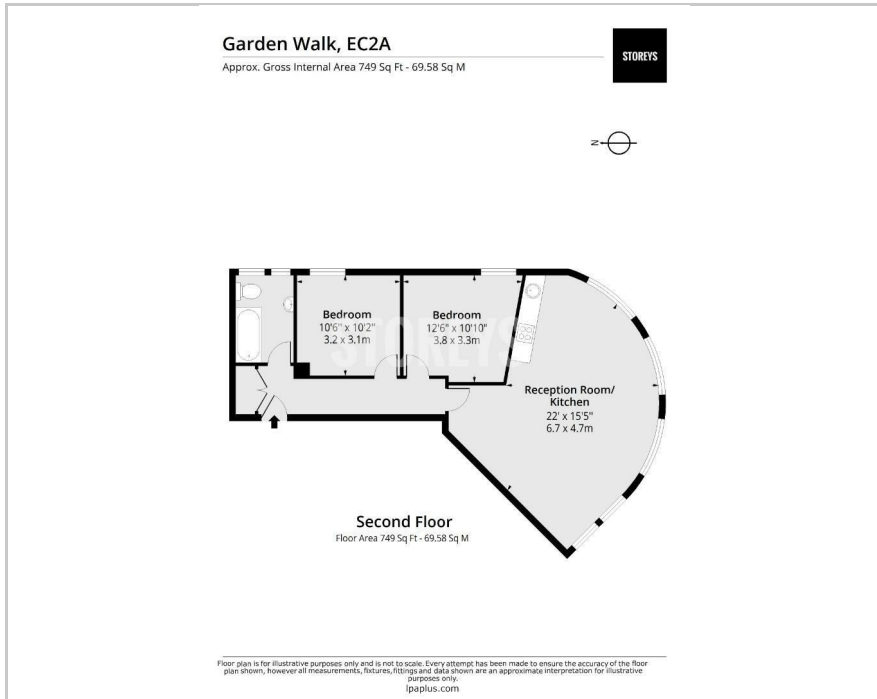 Garden Walk, EC2A
Approx. Gross Internal Area 749 Sq Ft - 69.58 Sq M
STOREYS
N
Bedroom
10'6" x 10'2"
3.2 x 3.1m
Bedroom
12'6" x 10'10"
3.8 x 3.3m
STOREYS
Reception Room/
Kitchen
22' x 15'5"
6.7 x 4.7m
Second Floor
Floor Area 749 Sq Ft - 69.58 Sq M
Floor plan is for illustrative purposes only and is not to scale. Every attempt has been made to ensure the accuracy of the floor
plan shown, however all measurements, fixtures, fittings and data shown are an approximate interpretation for illustrative
purposes only.
lpaplus.com